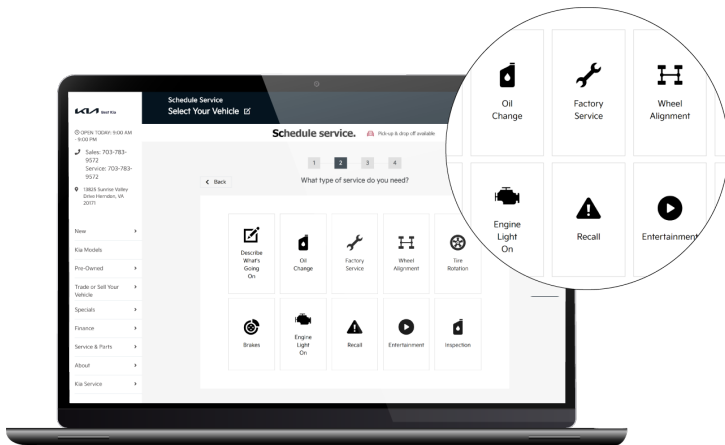 KIA Next Kia
OPEN TODAY: 9:00 AM
- 9:00 PM
Sales: 703-783-
9572
Service: 703-783-
9572
13825 Sunrise Valley
Drive Herndon, VA
20171
New
Kia Models
Pre-Owned
Trade or Sell Your
Vehicle
Specials
Finance
Service & Parts
About
Kia Service
Schedule Service
Select Your Vehicle
Schedule service.
Pick-up & drop off available
1 2 3 4
Back
What type of service do you need?
Describe
What's
Going
On
Oil
Change
Factory
Service
Wheel
Alignment
Tire
Rotation
Brakes
Engine
Light
On
Recall
Entertainment
Inspection
Oil
Change
Factory
Service
Wheel
Alignment
Engine
Light
On
Recall
Entertainment